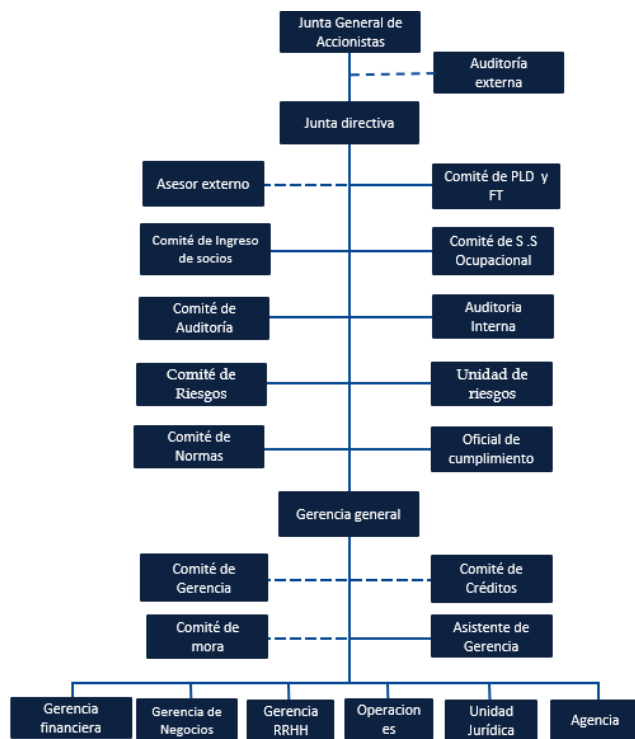 Junta General de
Accionistas
Auditoría
externa
Junta directiva
Asesor externo
Comité de PLD y
FT
Comité de Ingreso
de socios
Comité de S .S
Ocupacional
Comité de
Auditoría
Auditoria
Interna
Comité de
Riesgos
Unidad de
riesgos
Comité de
Normas
Oficial de
cumplimiento
Gerencia general
Comité de
Gerencia
Comité de
Créditos
Comité de
mora
Asistente de
Gerencia
Gerencia
financiera
Gerencia de
Negocios
Gerencia
RRHH
Operacion
es
Unidad
Jurídica
Agencia